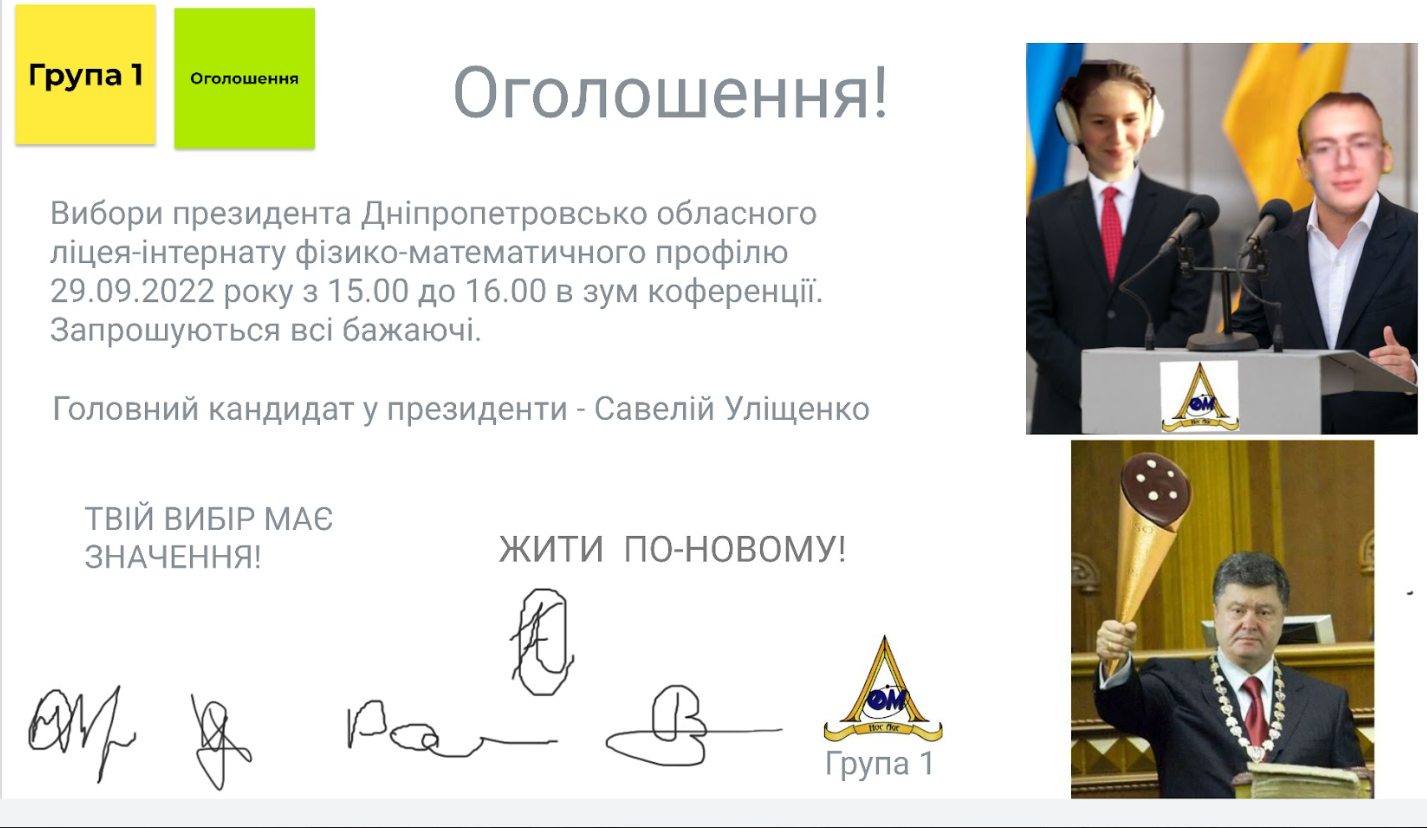 Група 1
Оголошення
Оголошення!
Вибори президента Дніпропетровсько обласного
ліцея-інтернату фізико-математичного профілю
29.09.2022 року з 15.00 до 16.00 в зум коференції.
Запрошуються всі бажаючі.
Головний кандидат у президенти - Савелій Уліщенко
ТВІЙ ВИБІР МАЄ
ЗНАЧЕННЯ!
ЖИТИ ПО-НОВОМУ!
ФМ
Група 1
ФМ